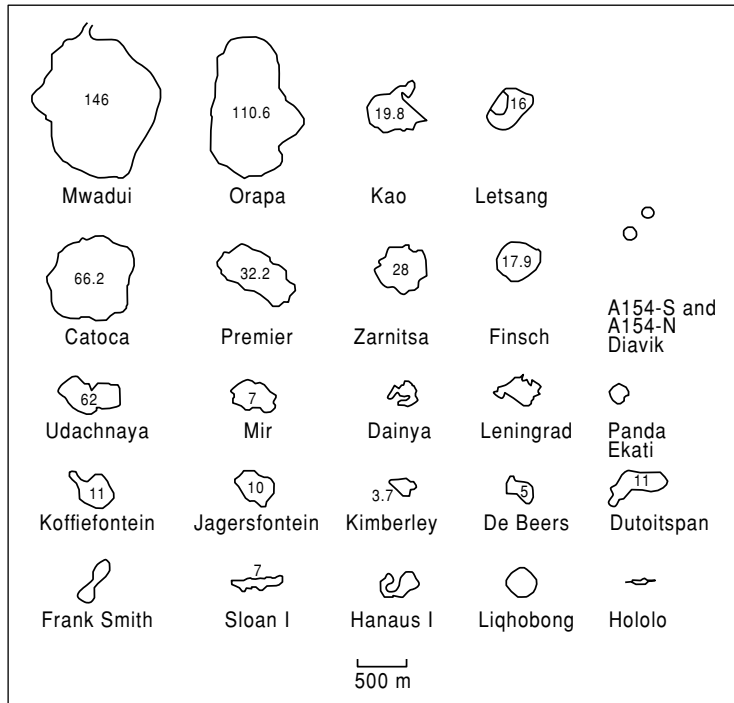 146
110.6
19.8
16
Mwadui
Orapa
Kao
Letsang
66.2
32.2
28
17.9
Catoca
Premier
Zarnitsa
Finsch
A154-S and
A154-N
Diavik
62
7
Udachnaya
Mir
Dainya
Leningrad
Panda
Ekati
11
10
3.7
5
11
Koffiefontein
Jagersfontein
Kimberley
De Beers
Dutoitspan
7
Frank Smith
Sloan I
Hanaus I
Liqhobong
Hololo
500 m